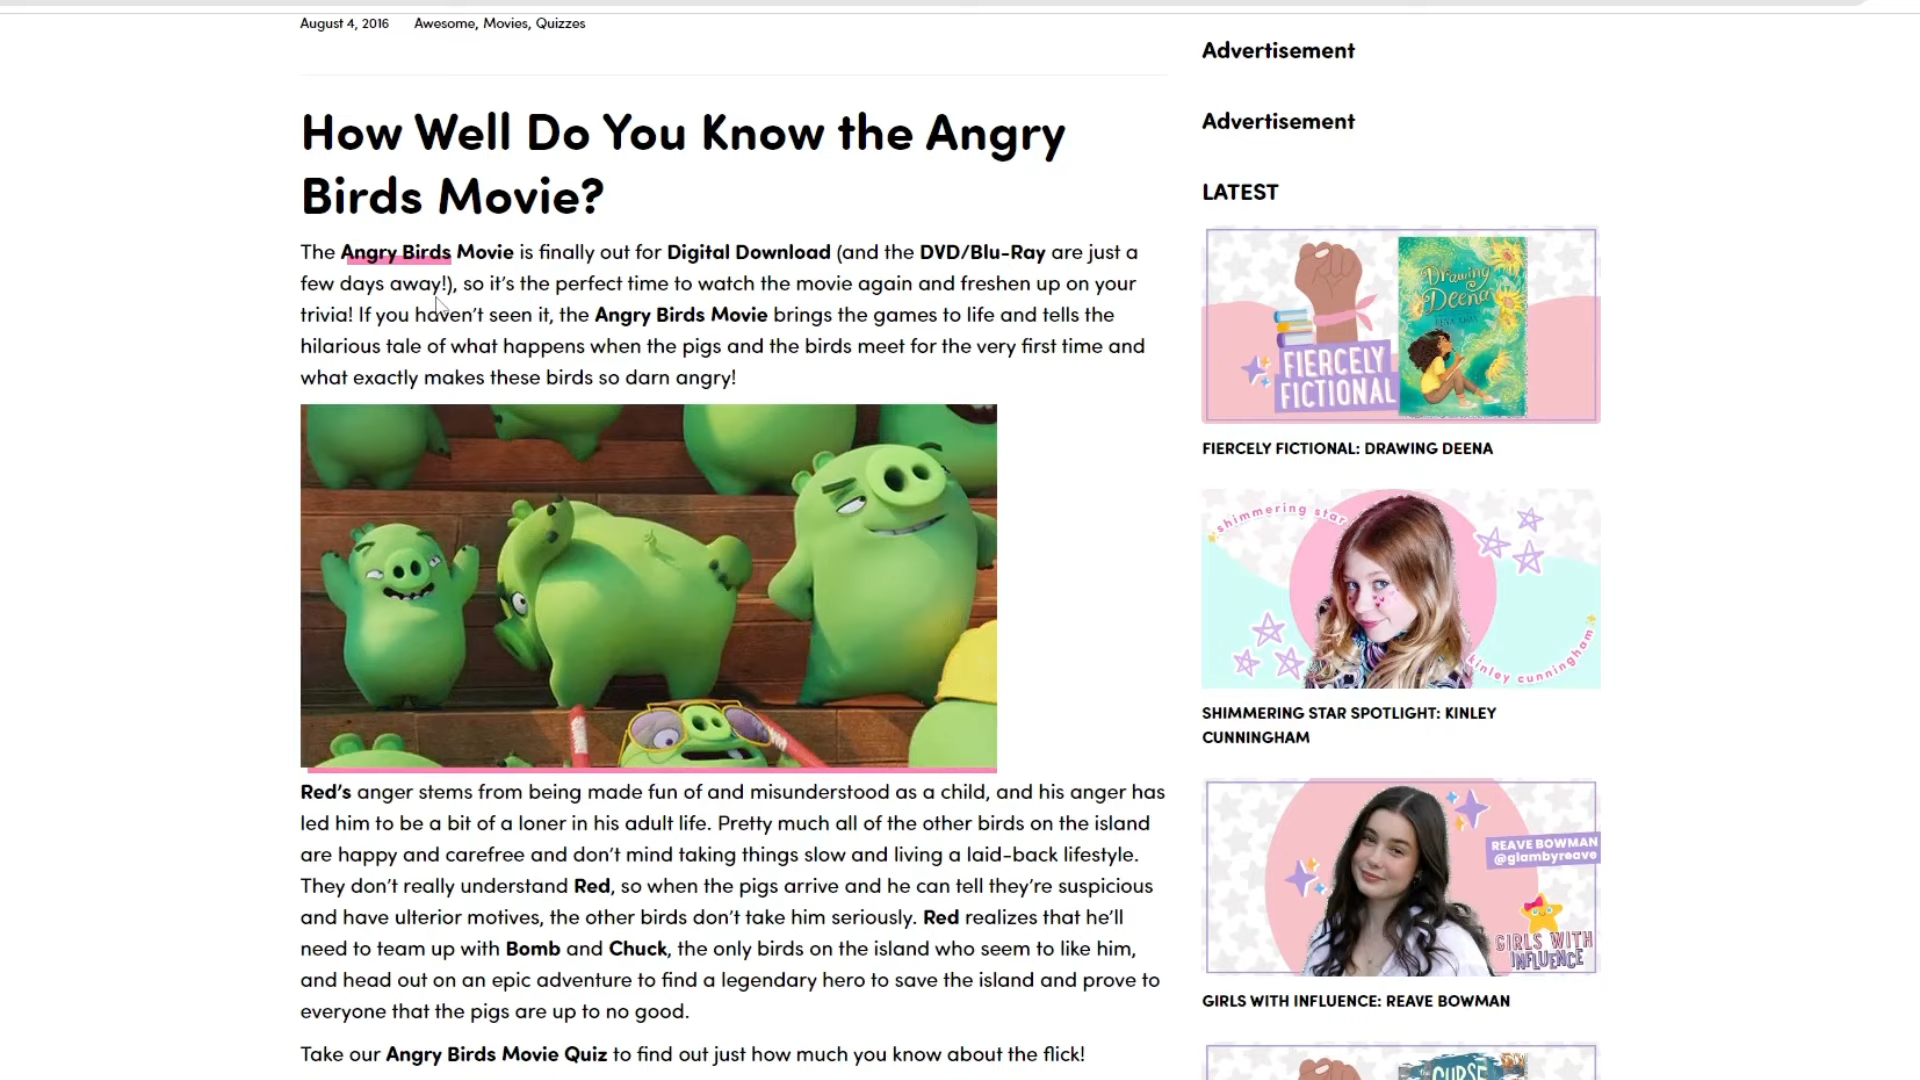 August 4, 2016 Awesome, Movies, Quizzes
How Well Do You Know the Angry
Birds Movie?
The Angry Birds Movie is finally out for Digital Download (and the DVD/Blu-Ray are just a
few days away!), so it's the perfect time to watch the movie again and freshen up on your
trivia! If you haven't seen it, the Angry Birds Movie brings the games to life and tells the
hilarious tale of what happens when the pigs and the birds meet for the very first time and
what exactly makes these birds so darn angry!
Red's anger stems from being made fun of and misunderstood as a child, and his anger has
led him to be a bit of a loner in his adult life. Pretty much all of the other birds on the island
are happy and carefree and don't mind taking things slow and living a laid-back lifestyle.
They don't really understand Red, so when the pigs arrive and he can tell they're suspicious
and have ulterior motives, the other birds don't take him seriously. Red realizes that he'll
need to team up with Bomb and Chuck, the only birds on the island who seem to like him,
and head out on an epic adventure to find a legendary hero to save the island and prove to
everyone that the pigs are up to no good.
Take our Angry Birds Movie Quiz to find out just how much you know about the flick!
Advertisement
Advertisement
LATEST
FIERCELY
FICTIONAL
Drawing
Deena
FIERCELY FICTIONAL: DRAWING DEENA
shimmering star
kinley cunningham
SHIMMERING STAR SPOTLIGHT: KINLEY
CUNNINGHAM
REAVE BOWMAN
@glambyreave
GIRLS WITH
INFLUENCE
GIRLS WITH INFLUENCE: REAVE BOWMAN
CURSE